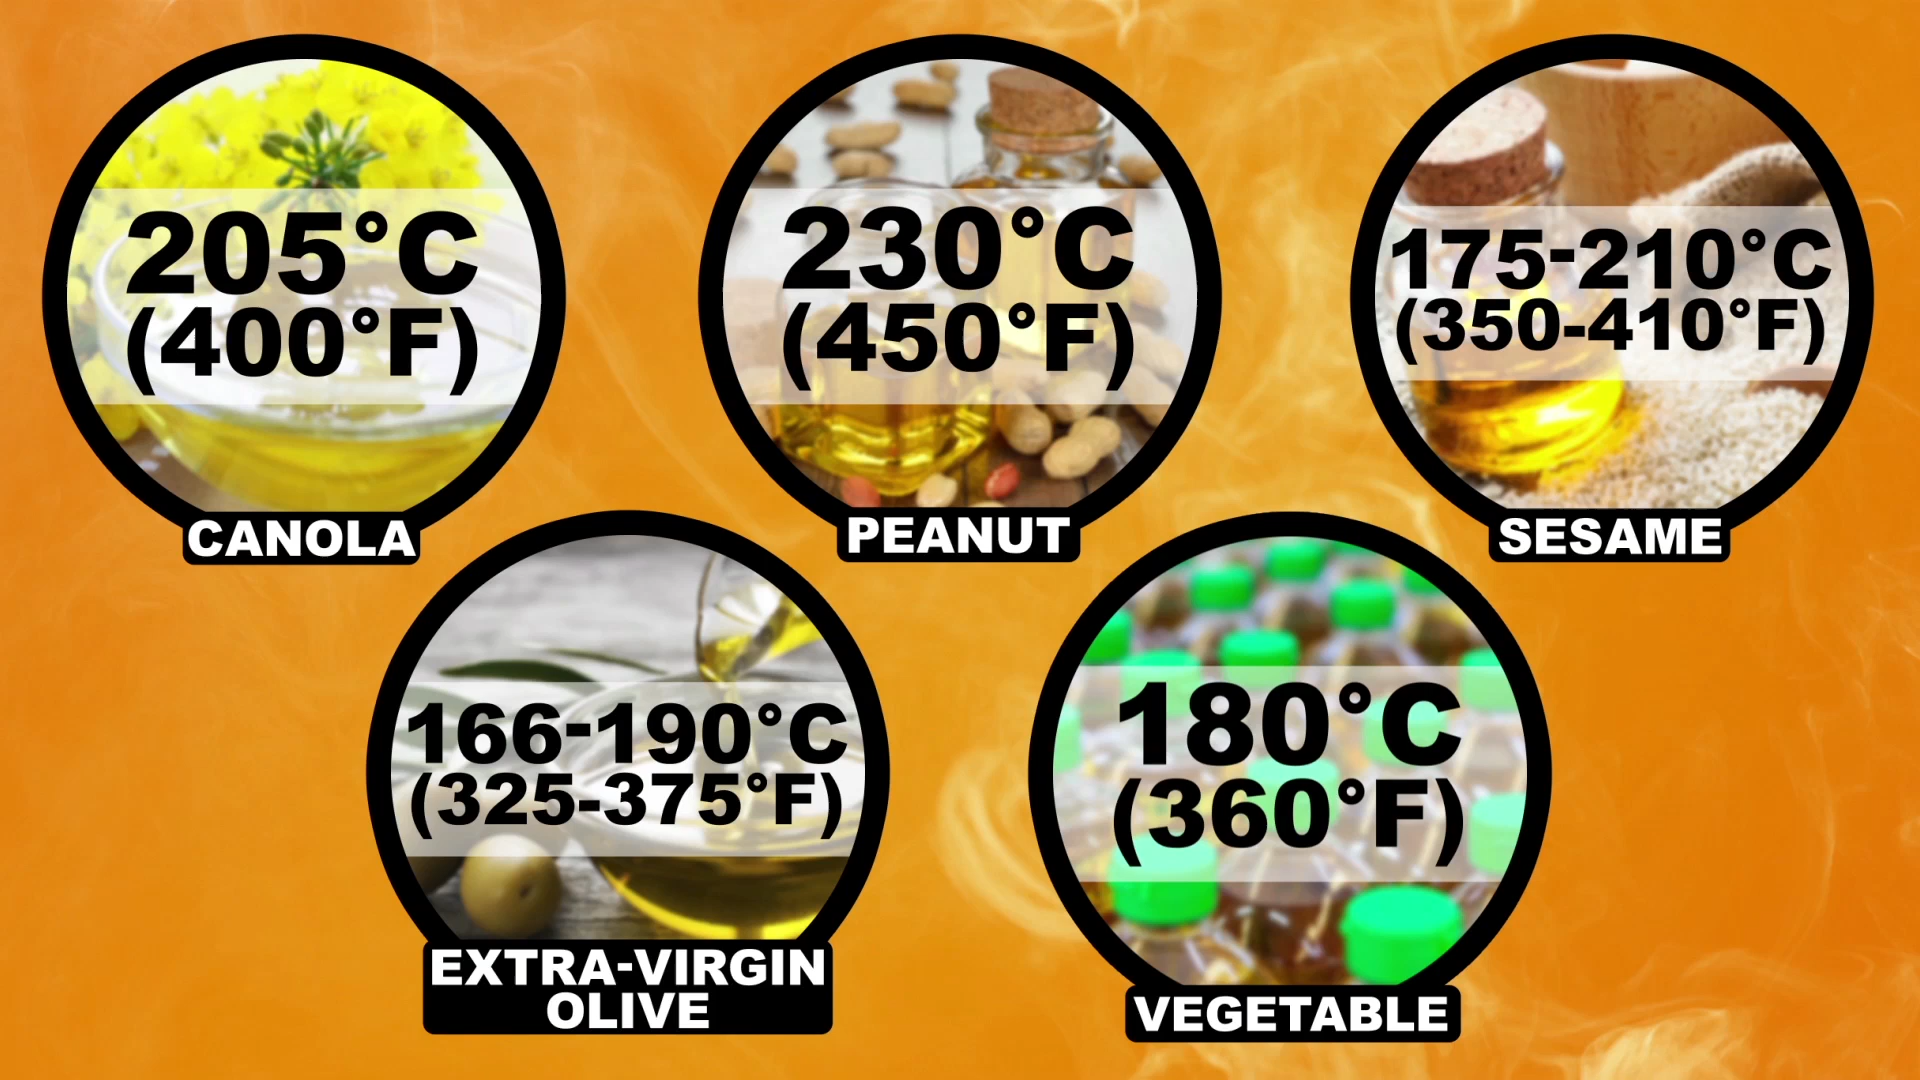 205°C
(400°F)
CANOLA
230°C
(450°F)
PEANUT
175-210°C
(350-410°F)
SESAME
166-190°C
(325-375°F)
EXTRA-VIRGIN
OLIVE
180°C
(360°F)
VEGETABLE